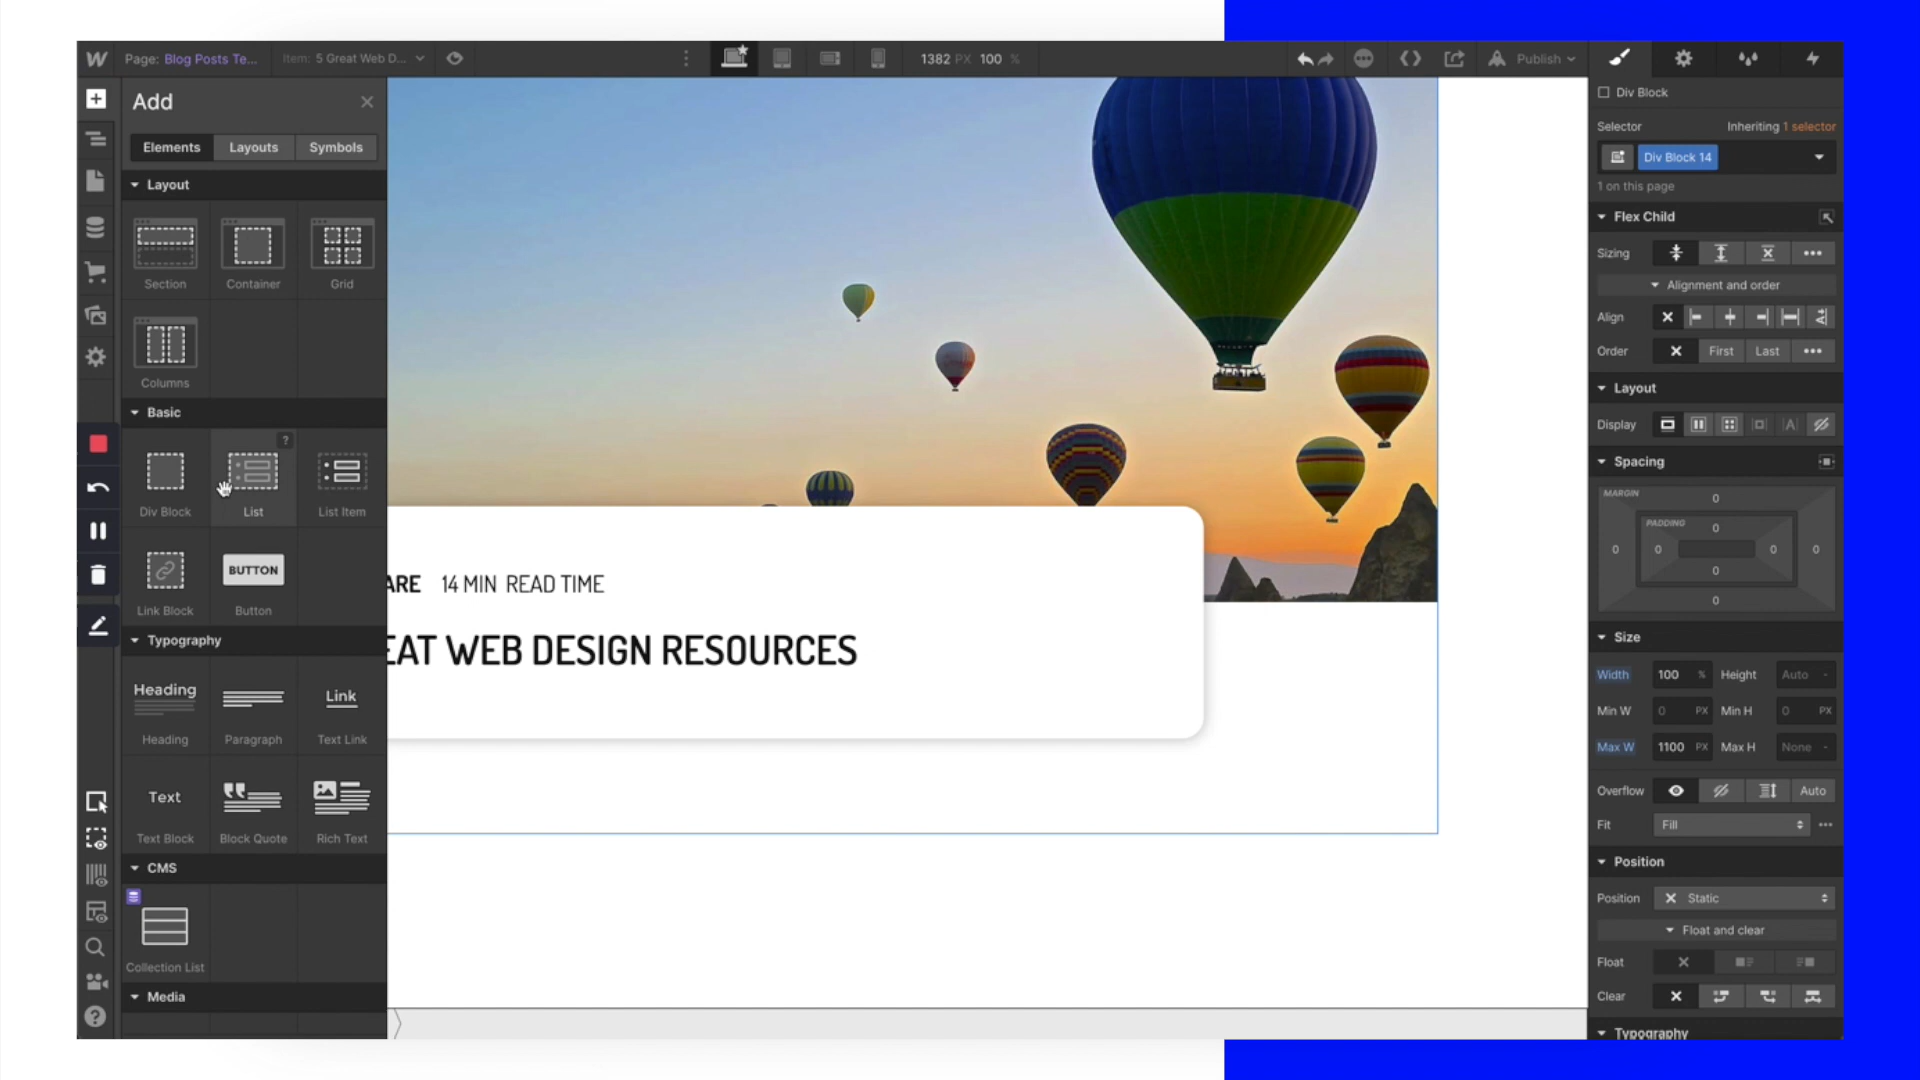 Page: Blog Posts Te... Item: 5 Great Web D... 1382 PX 100 % Publish
Add
Elements Layouts Symbols
Layout
Section Container Grid
Columns
Basic
?
Div Block List List Item
BUTTON
Link Block Button
Typography
Heading Link
Heading Paragraph Text Link
Text
Text Block Block Quote Rich Text
CMS
Collection List
Media
ARE 14 MIN READ TIME
EAT WEB DESIGN RESOURCES
Div Block
Selector Inheriting 1 selector
Div Block 14
1 on this page
Flex Child
Sizing
Alignment and order
Align
Order First Last
Layout
Display
Spacing
MARGIN 0
PADDING 0
0 0 0 0
0
0
Size
Width 100 % Height Auto -
Min W 0 PX Min H 0 PX
Max W 1100 PX Max H None -
Overflow Auto
Fit Fill
Position
Position Static
Float and clear
Float
Clear
Typography